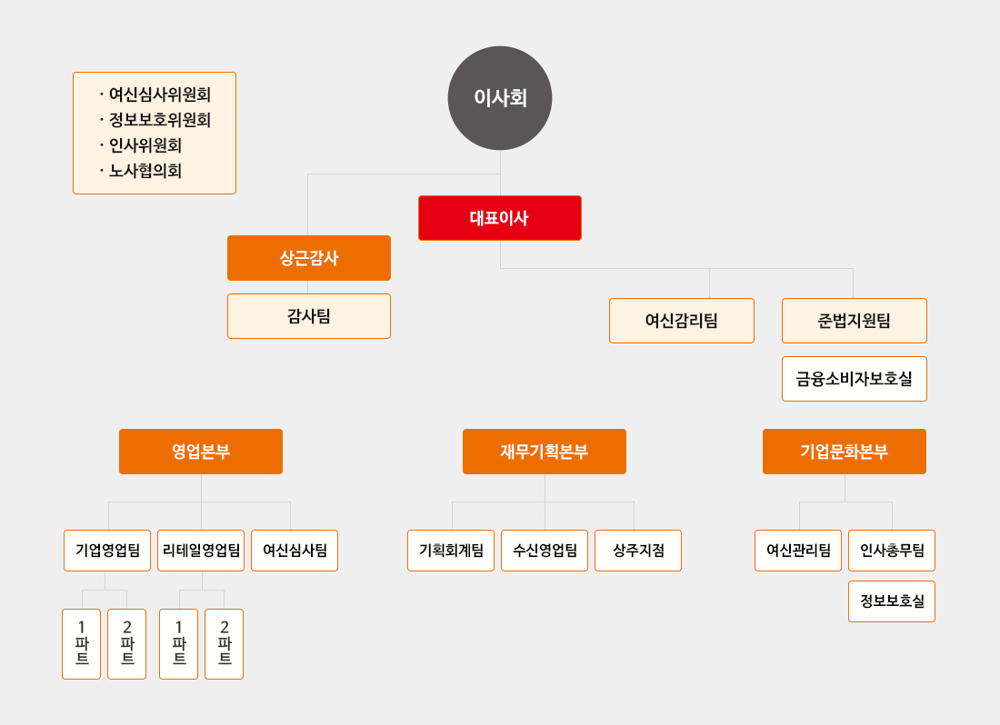 · 여신심사위원회
· 정보보호위원회
· 인사위원회
· 노사협의회
이사회
대표이사
상근감사
감사팀
여신감리팀
준법지원팀
금융소비자보호실
영업본부
재무기획본부
기업문화본부
기업영업팀
리테일영업팀
여신심사팀
기획회계팀
수신영업팀
상주지점
여신관리팀
인사총무팀
정보보호실
1파트
2파트
1파트
2파트